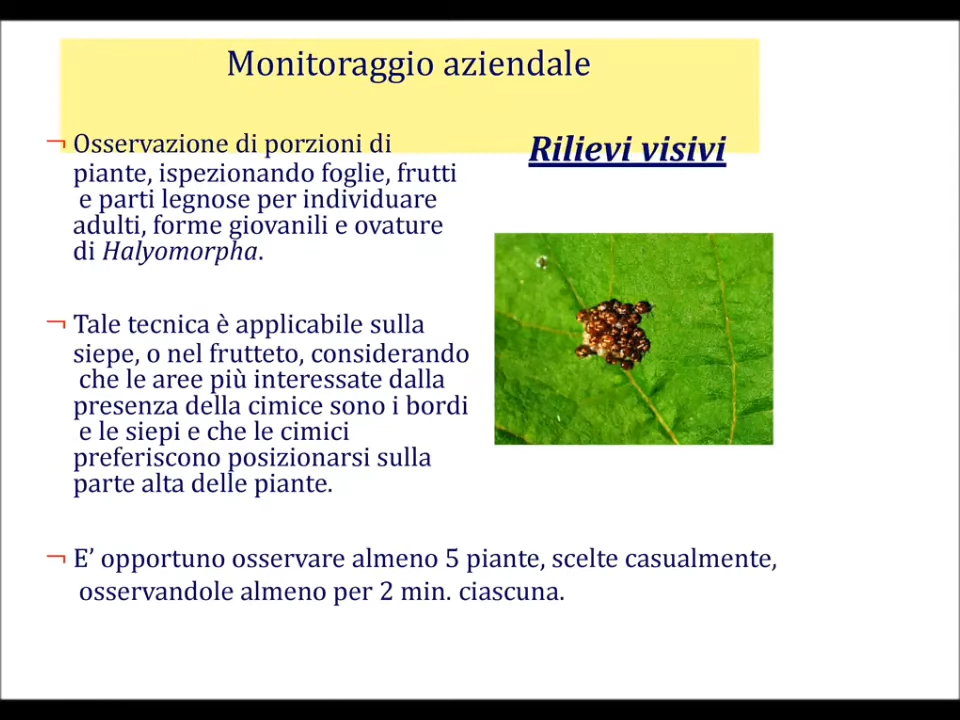 Monitoraggio aziendale
Rilievi visivi
¬ Osservazione di porzioni di
piante, ispezionando foglie, frutti
e parti legnose per individuare
adulti, forme giovanili e ovature
di Halyomorpha.
¬ Tale tecnica è applicabile sulla
siepe, o nel frutteto, considerando
che le aree più interessate dalla
presenza della cimice sono i bordi
e le siepi e che le cimici
preferiscono posizionarsi sulla
parte alta delle piante.
¬ E’ opportuno osservare almeno 5 piante, scelte casualmente,
osservandole almeno per 2 min. ciascuna.